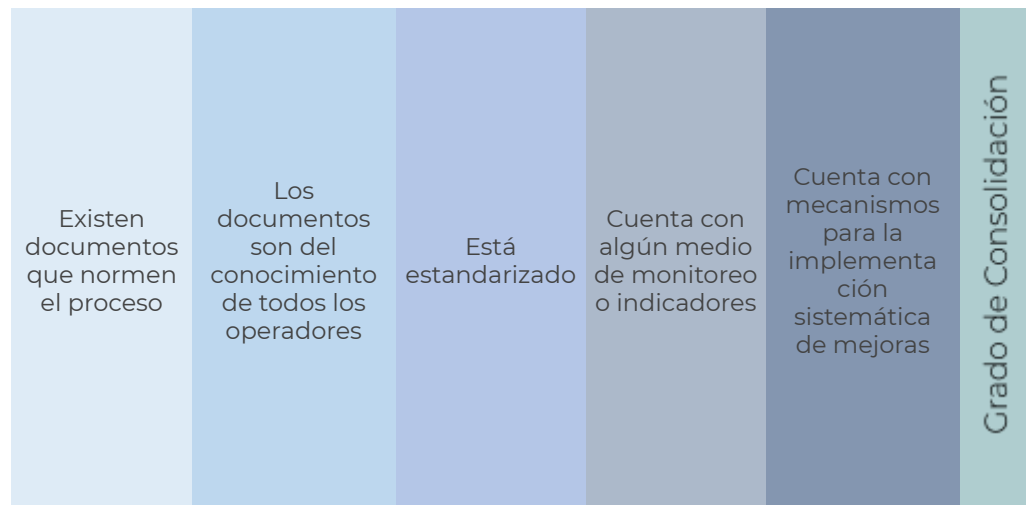 Existen
documentos
que normen
el proceso
Los
documentos
son del
conocimiento
de todos los
operadores
Está
estandarizado
Cuenta con
algún medio
de monitoreo
o indicadores
Cuenta con
mecanismos
para la
implementa
ción
sistemática
de mejoras
Grado de Consolidación